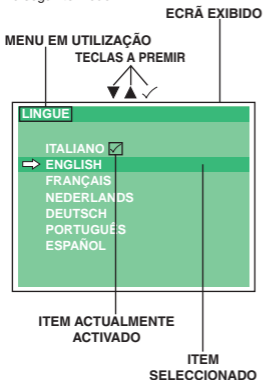 ECRÃ EXIBIDO
MENU EM UTILIZAÇÃO
TECLAS A PREMIR
LINGUE
ITALIANO
ENGLISH
FRANÇAIS
NEDERLANDS
DEUTSCH
PORTUGUÊS
ESPAÑOL
ITEM ACTUALMENTE
ACTIVADO
ITEM
SELECCIONADO